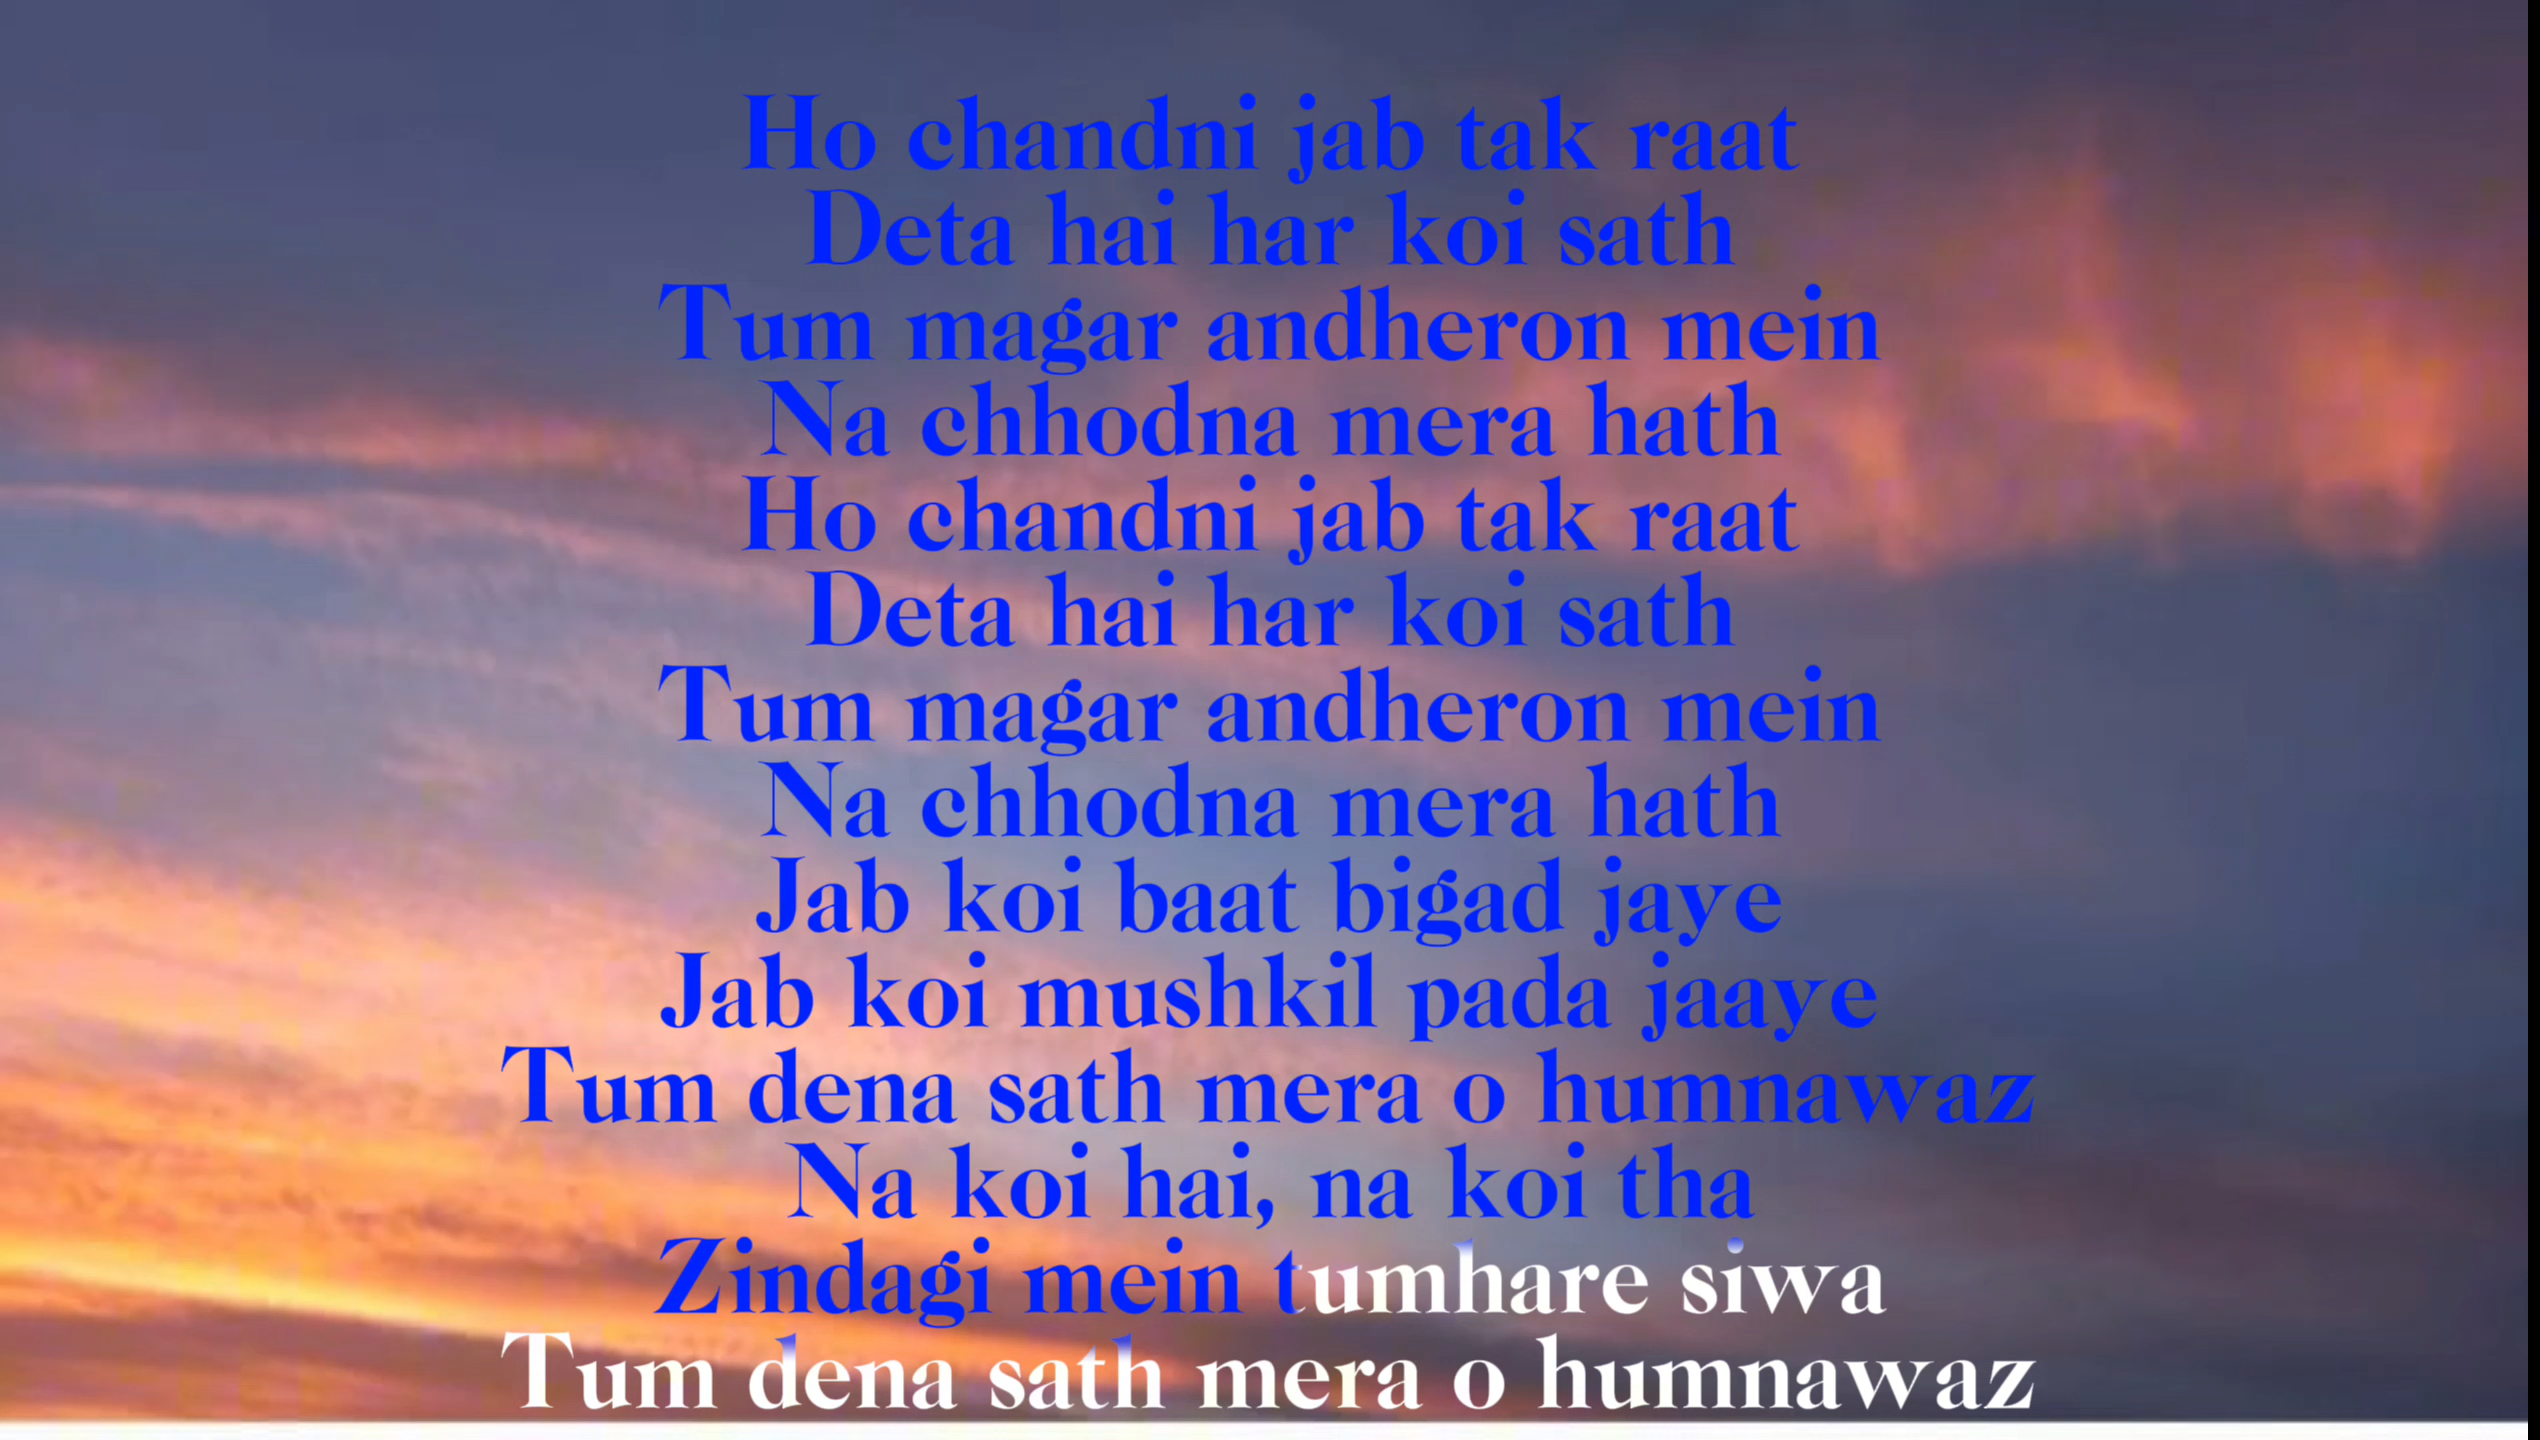 Ho chandni jab tak raat
Deta hai har koi sath
Tum magar andheron mein
Na chhodna mera hath
Ho chandni jab tak raat
Deta hai har koi sath
Tum magar andheron mein
Na chhodna mera hath
Jab koi baat bigad jaye
Jab koi mushkil pada jaaye
Tum dena sath mera o humnawaz
Na koi hai, na koi tha
Zindagi mein tumhare siwa
Tum dena sath mera o humnawaz